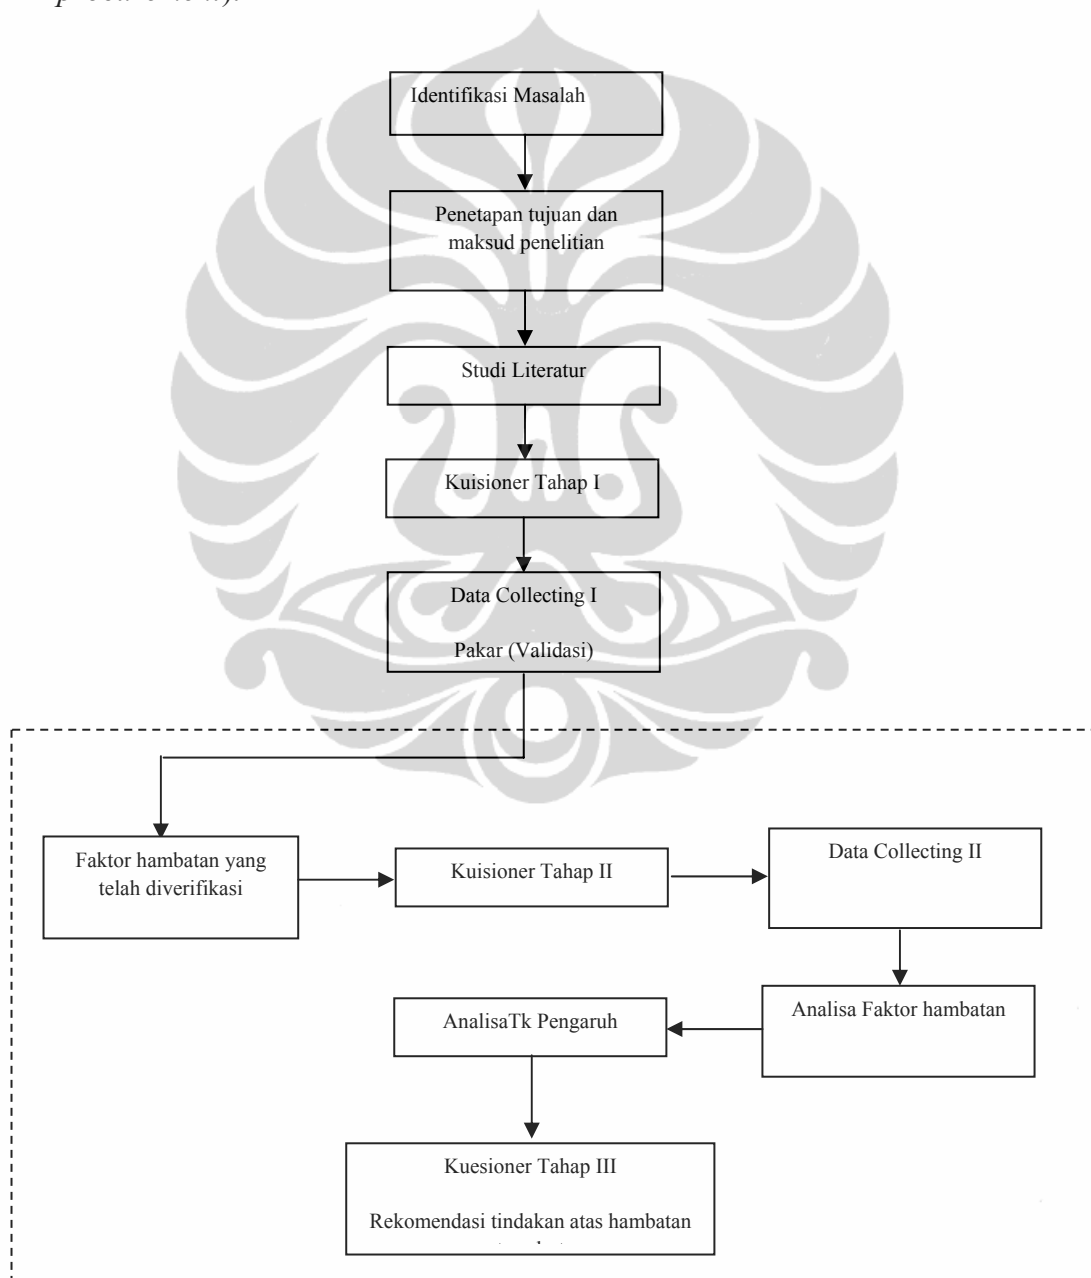 Identifikasi Masalah
Penetapan tujuan dan
maksud penelitian
Studi Literatur
Kuisioner Tahap I
Data Collecting I
Pakar (Validasi)
Faktor hambatan yang
telah diverifikasi
Kuisioner Tahap II
Data Collecting II
Analisa Faktor hambatan
AnalisaTk Pengaruh
Kuesioner Tahap III
Rekomendasi tindakan atas hambatan